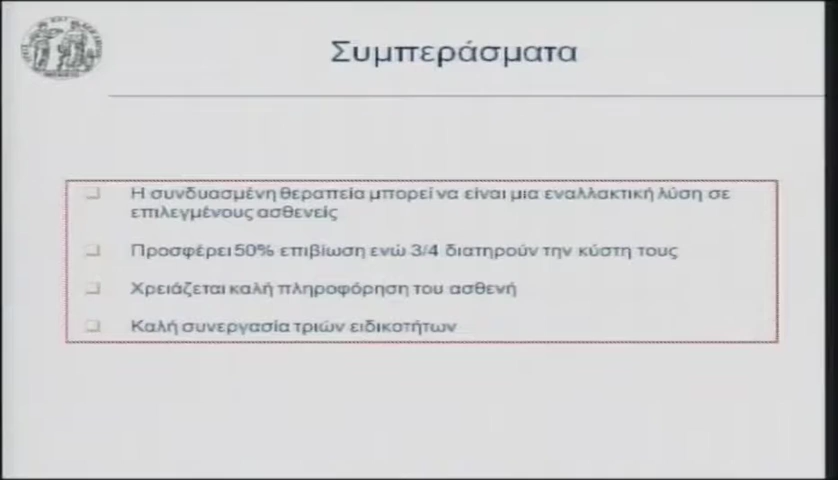 Συμπεράσματα
Η συνδυασμένη θεραπεία μπορεί να είναι μια εναλλακτική λύση σε
επιλεγμένους ασθενείς
Προσφέρει 50% επιβίωση ενώ 3/4 διατηρούν την κύστη τους
Χρειάζεται καλή πληροφόρηση του ασθενή
Καλή συνεργασία τριών ειδικοτήτων